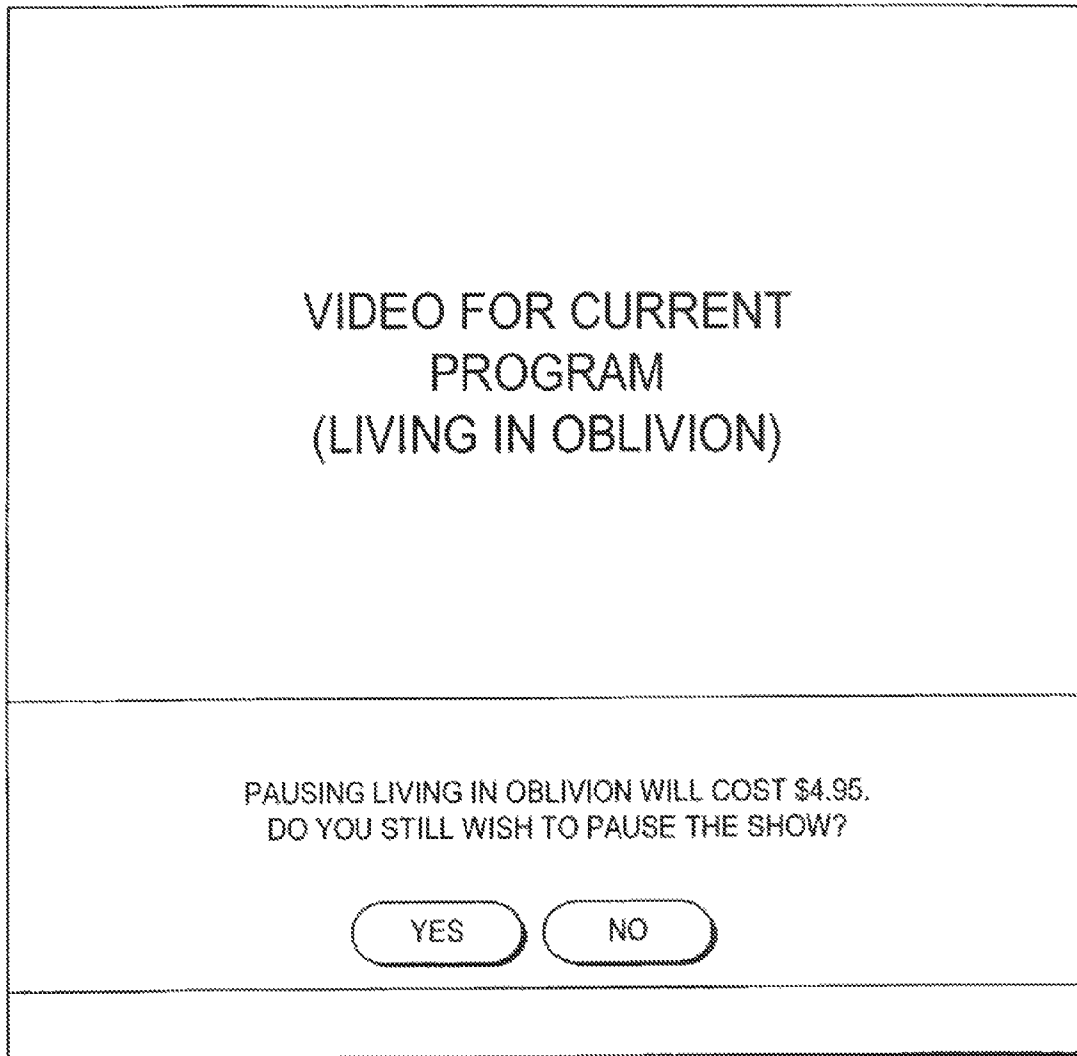 VIDEO FOR CURRENT
PROGRAM
(LIVING IN OBLIVION)
PAUSING LIVING IN OBLIVION WILL COST $4.95.
DO YOU STILL WISH TO PAUSE THE SHOW?
YES NO